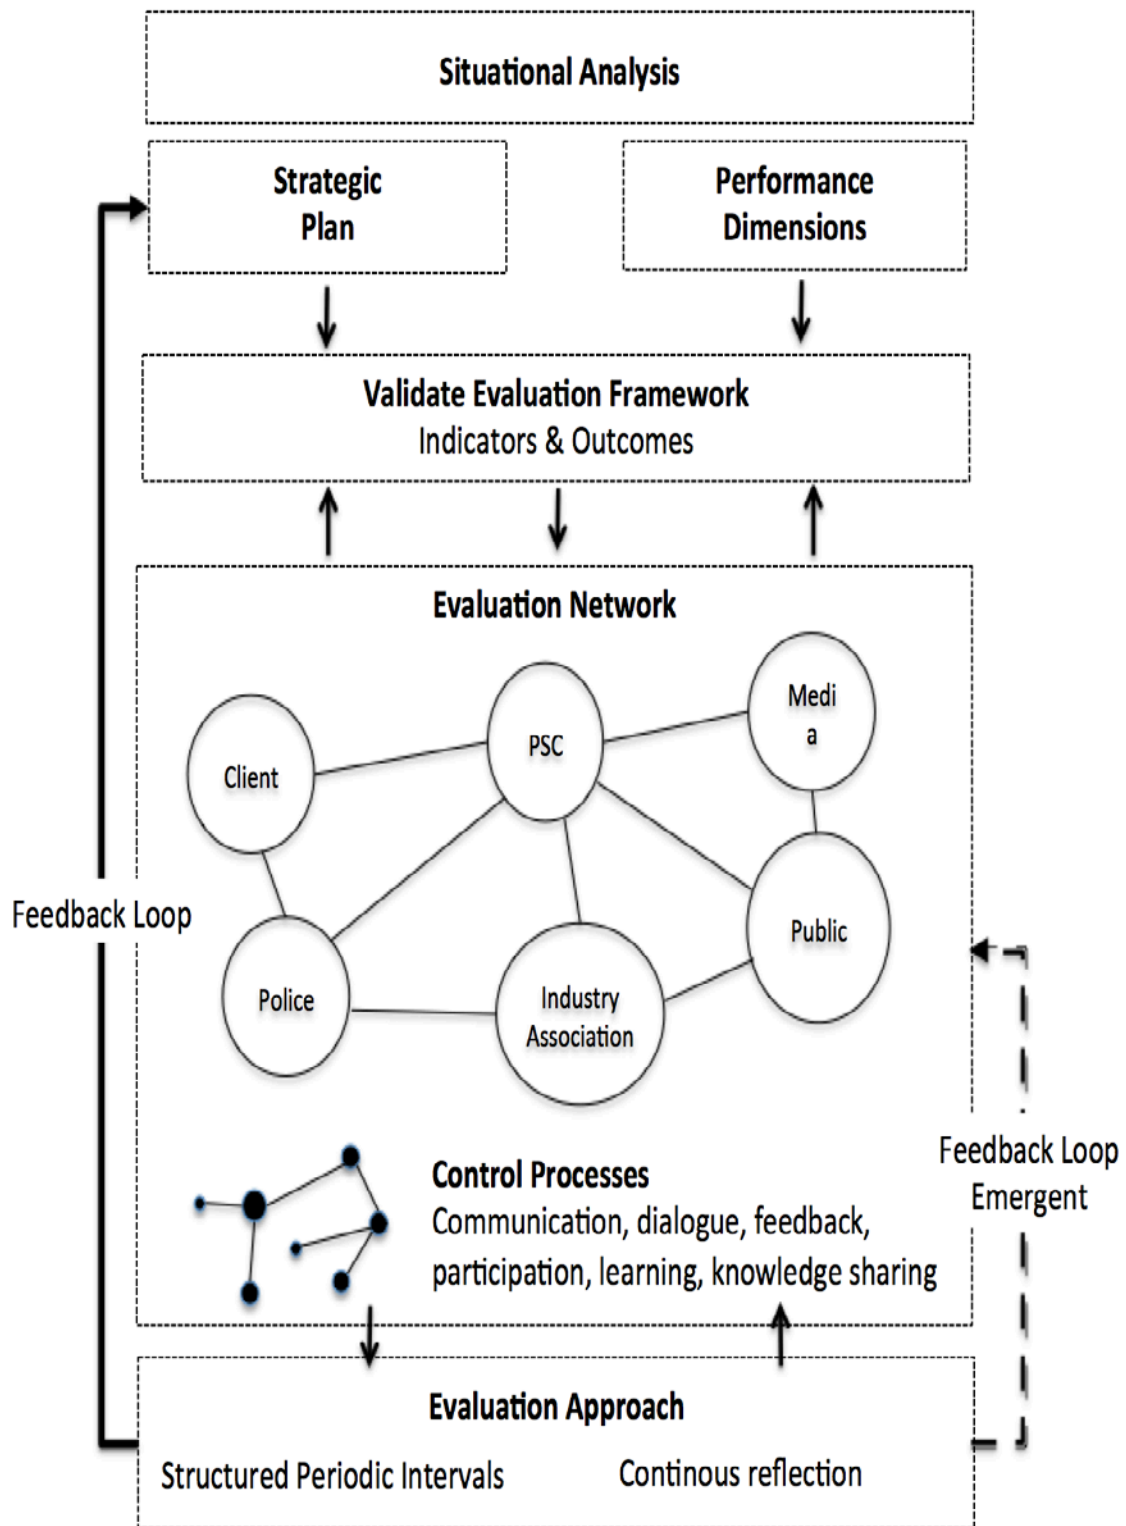 Situational Analysis
Strategic
Plan
Performance
Dimensions
Validate Evaluation Framework
Indicators & Outcomes
Evaluation Network
Client
PSC
Medi
a
Feedback Loop
Police
Industry
Association
Public
Control Processes
Communication, dialogue, feedback,
participation, learning, knowledge sharing
Feedback Loop
Emergent
Evaluation Approach
Structured Periodic Intervals
Continous reflection